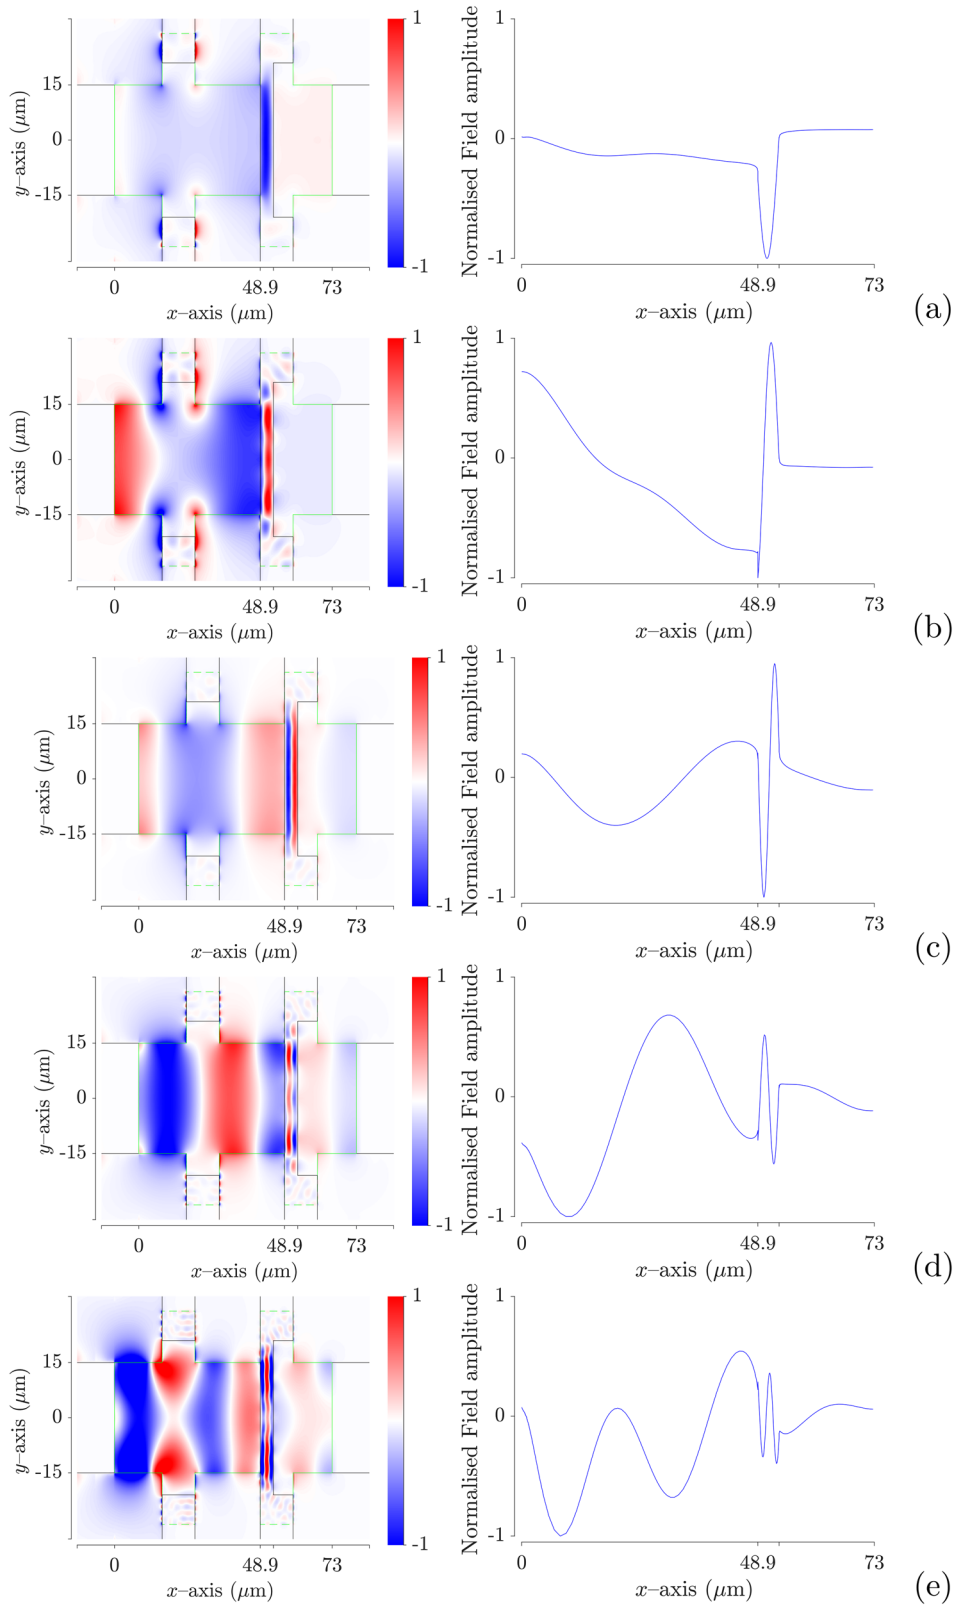 1
15
0
-15
y–axis (μm)
-1
0
48.9
73
x–axis (μm)
1
0
-1
Normalised Field amplitude
0
48.9
73
x–axis (μm)
(a)
1
15
0
-15
y–axis (μm)
-1
0
48.9
73
x–axis (μm)
1
0
-1
Normalised Field amplitude
0
48.9
73
x–axis (μm)
(b)
1
15
0
-15
y–axis (μm)
-1
0
48.9
73
x–axis (μm)
1
0
-1
Normalised Field amplitude
0
48.9
73
x–axis (μm)
(c)
1
15
0
-15
y–axis (μm)
-1
0
48.9
73
x–axis (μm)
1
0
-1
Normalised Field amplitude
0
48.9
73
x–axis (μm)
(d)
1
15
0
-15
y–axis (μm)
-1
0
48.9
73
x–axis (μm)
1
0
-1
Normalised Field amplitude
0
48.9
73
x–axis (μm)
(e)